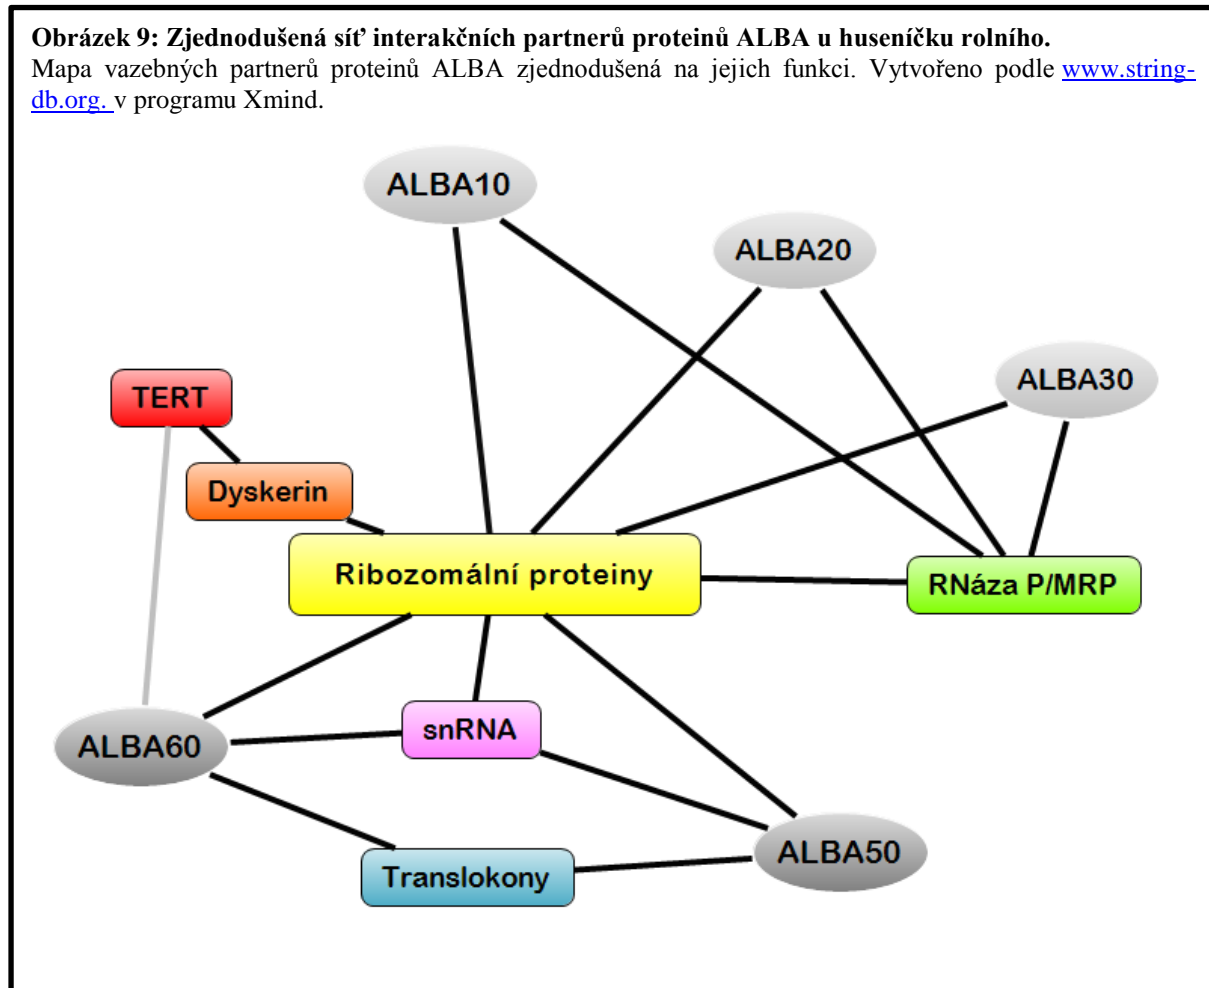 Obrázek 9: Zjednodušená síť interakčních partnerů proteinů ALBA u huseníčku rolního.
Mapa vazebných partnerů proteinů ALBA zjednodušená na jejich funkci. Vytvořeno podle www.string-
db.org. v programu Xmind.
ALBA10
ALBA20
ALBA30
TERT
Dyskerin
Ribozomální proteiny
RNáza P/MRP
snRNA
ALBA60
ALBA50
Translokony